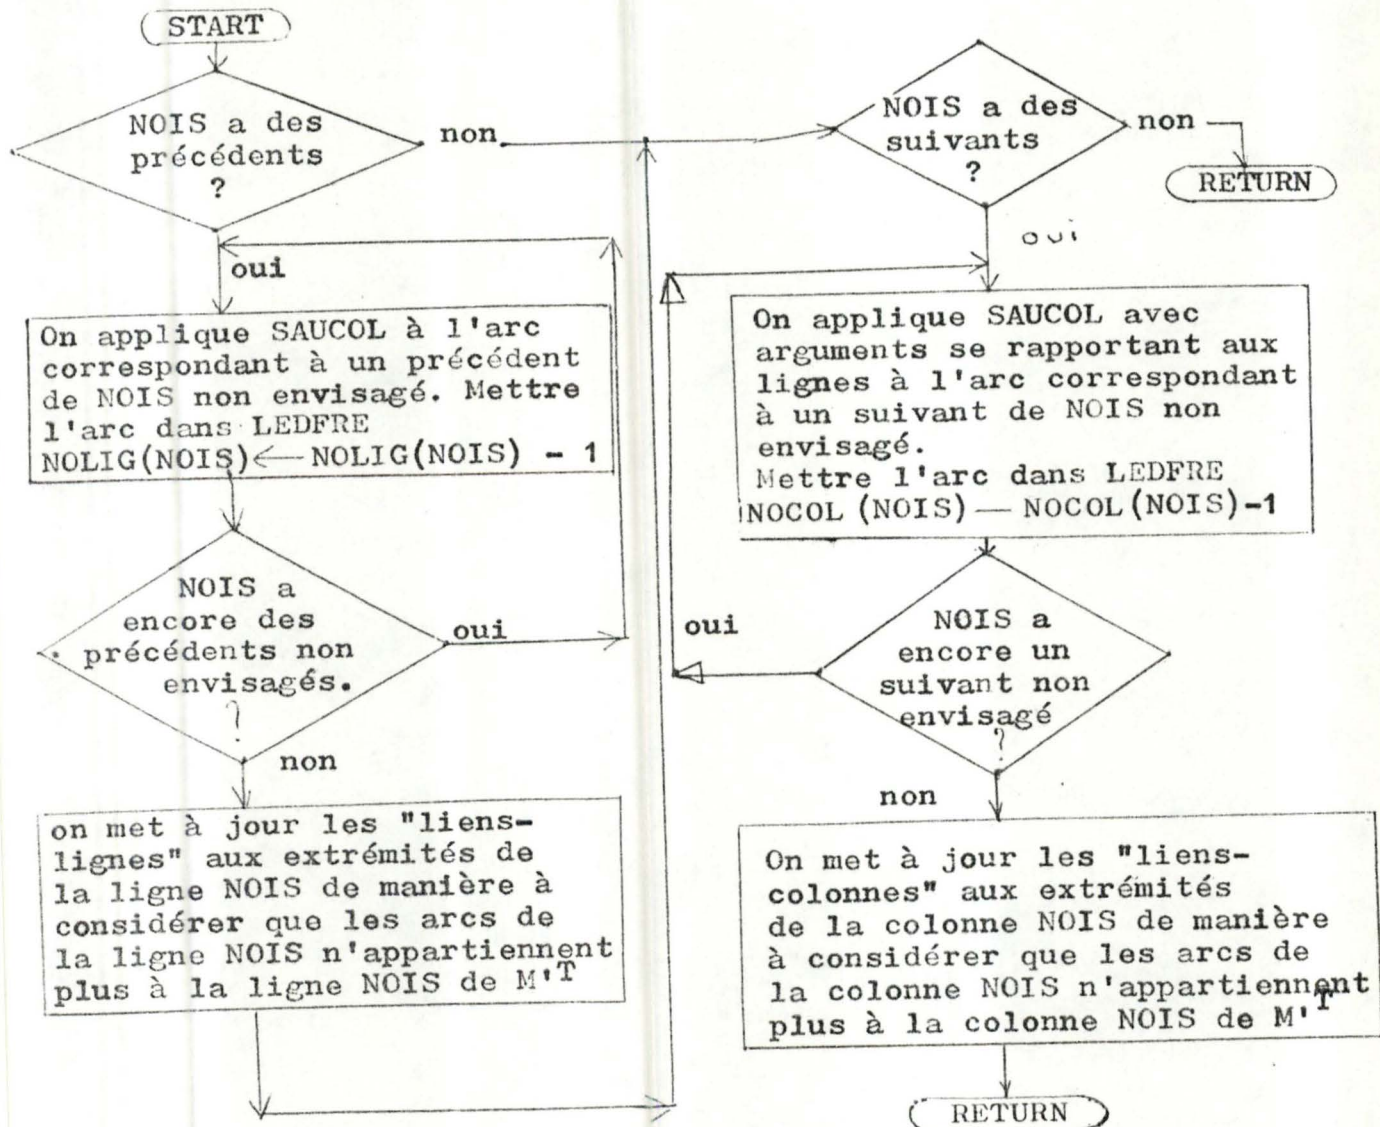 START
NOIS a des
précédents
?
non
oui
On applique SAUCOL à l'arc
correspondant à un précédent
de NOIS non envisagé. Mettre
l'arc dans LEDFRE
NOLIG(NOIS)← NOLIG(NOIS) - 1
NOIS a
encore des
précédents non
envisagés.
?
oui
non
on met à jour les "liens-
lignes" aux extrémités de
la ligne NOIS de manière à
considérer que les arcs de
la ligne NOIS n'appartiennent
plus à la ligne NOIS de M'T
NOIS a des
suivants
?
non
RETURN
oui
On applique SAUCOL avec
arguments se rapportant aux
lignes à l'arc correspondant
à un suivant de NOIS non
envisagé.
Mettre l'arc dans LEDFRE
NOCOL (NOIS) — NOCOL(NOIS)-1
NOIS a
encore un
suivant non
envisagé
?
oui
non
On met à jour les "liens-
colonnes" aux extrémités
de la colonne NOIS de manière
à considérer que les arcs de
la colonne NOIS n'appartiennent
plus à la colonne NOIS de M'T
RETURN